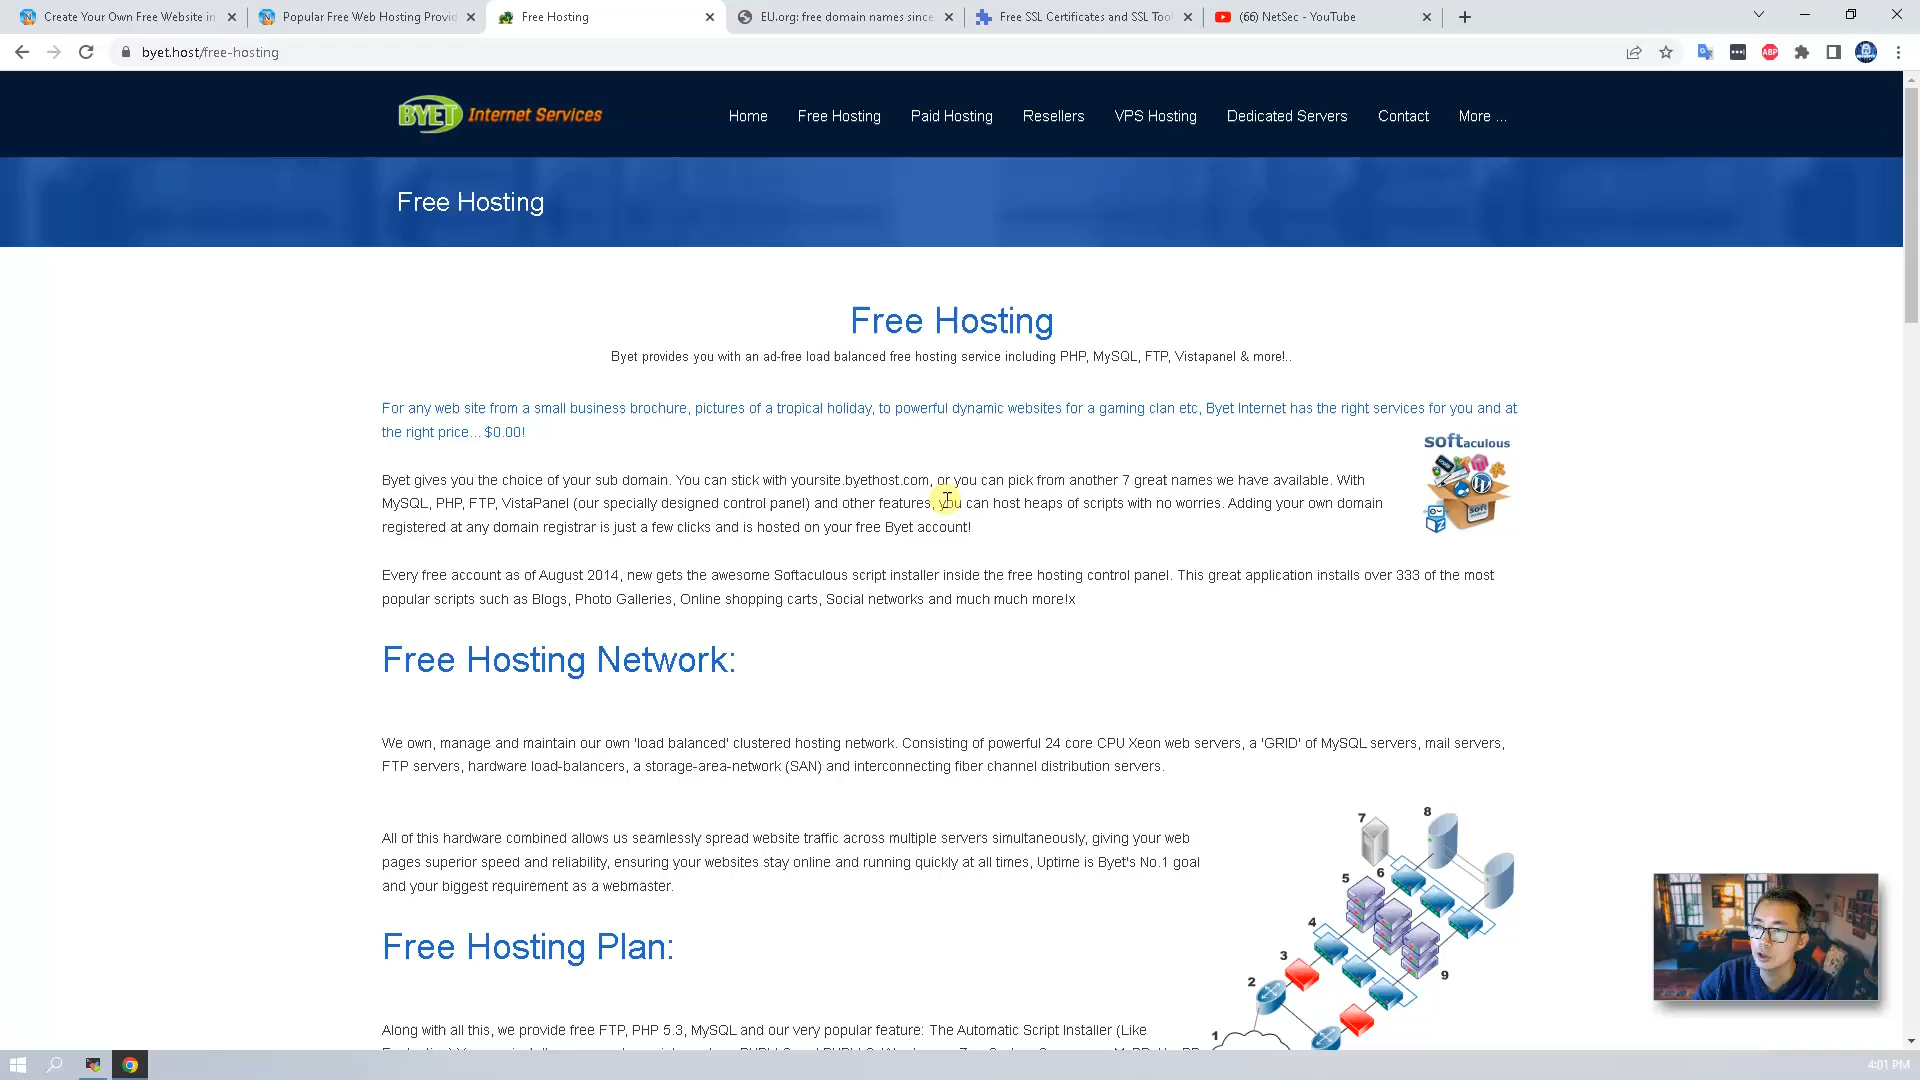 Create Your Own Free Website in
Popular Free Web Hosting Provid
Free Hosting
EU.org: free domain names since
Free SSL Certificates and SSL Tool
(66) NetSec - YouTube
byet.host/free-hosting
ABP
BYET Internet Services
Home
Free Hosting
Paid Hosting
Resellers
VPS Hosting
Dedicated Servers
Contact
More ...
Free Hosting
Free Hosting
Byet provides you with an ad-free load balanced free hosting service including PHP, MySQL, FTP, Vistapanel & more!..
For any web site from a small business brochure, pictures of a tropical holiday, to powerful dynamic websites for a gaming clan etc, Byet Internet has the right services for you and at
the right price... $0.00!
softaculous
Byet gives you the choice of your sub domain. You can stick with yoursite.byethost.com, or you can pick from another 7 great names we have available. With
MySQL, PHP, FTP, VistaPanel (our specially designed control panel) and other features, you can host heaps of scripts with no worries. Adding your own domain
registered at any domain registrar is just a few clicks and is hosted on your free Byet account!
Every free account as of August 2014, new gets the awesome Softaculous script installer inside the free hosting control panel. This great application installs over 333 of the most
popular scripts such as Blogs, Photo Galleries, Online shopping carts, Social networks and much much more!x
Free Hosting Network:
We own, manage and maintain our own 'load balanced' clustered hosting network. Consisting of powerful 24 core CPU Xeon web servers, a 'GRID' of MySQL servers, mail servers,
FTP servers, hardware load-balancers, a storage-area-network (SAN) and interconnecting fiber channel distribution servers.
All of this hardware combined allows us seamlessly spread website traffic across multiple servers simultaneously, giving your web
pages superior speed and reliability, ensuring your websites stay online and running quickly at all times, Uptime is Byet's No.1 goal
and your biggest requirement as a webmaster.
7
8
6
5
4
3
9
2
1
Free Hosting Plan:
Along with all this, we provide free FTP, PHP 5.3, MySQL and our very popular feature: The Automatic Script Installer (Like
4:01 PM